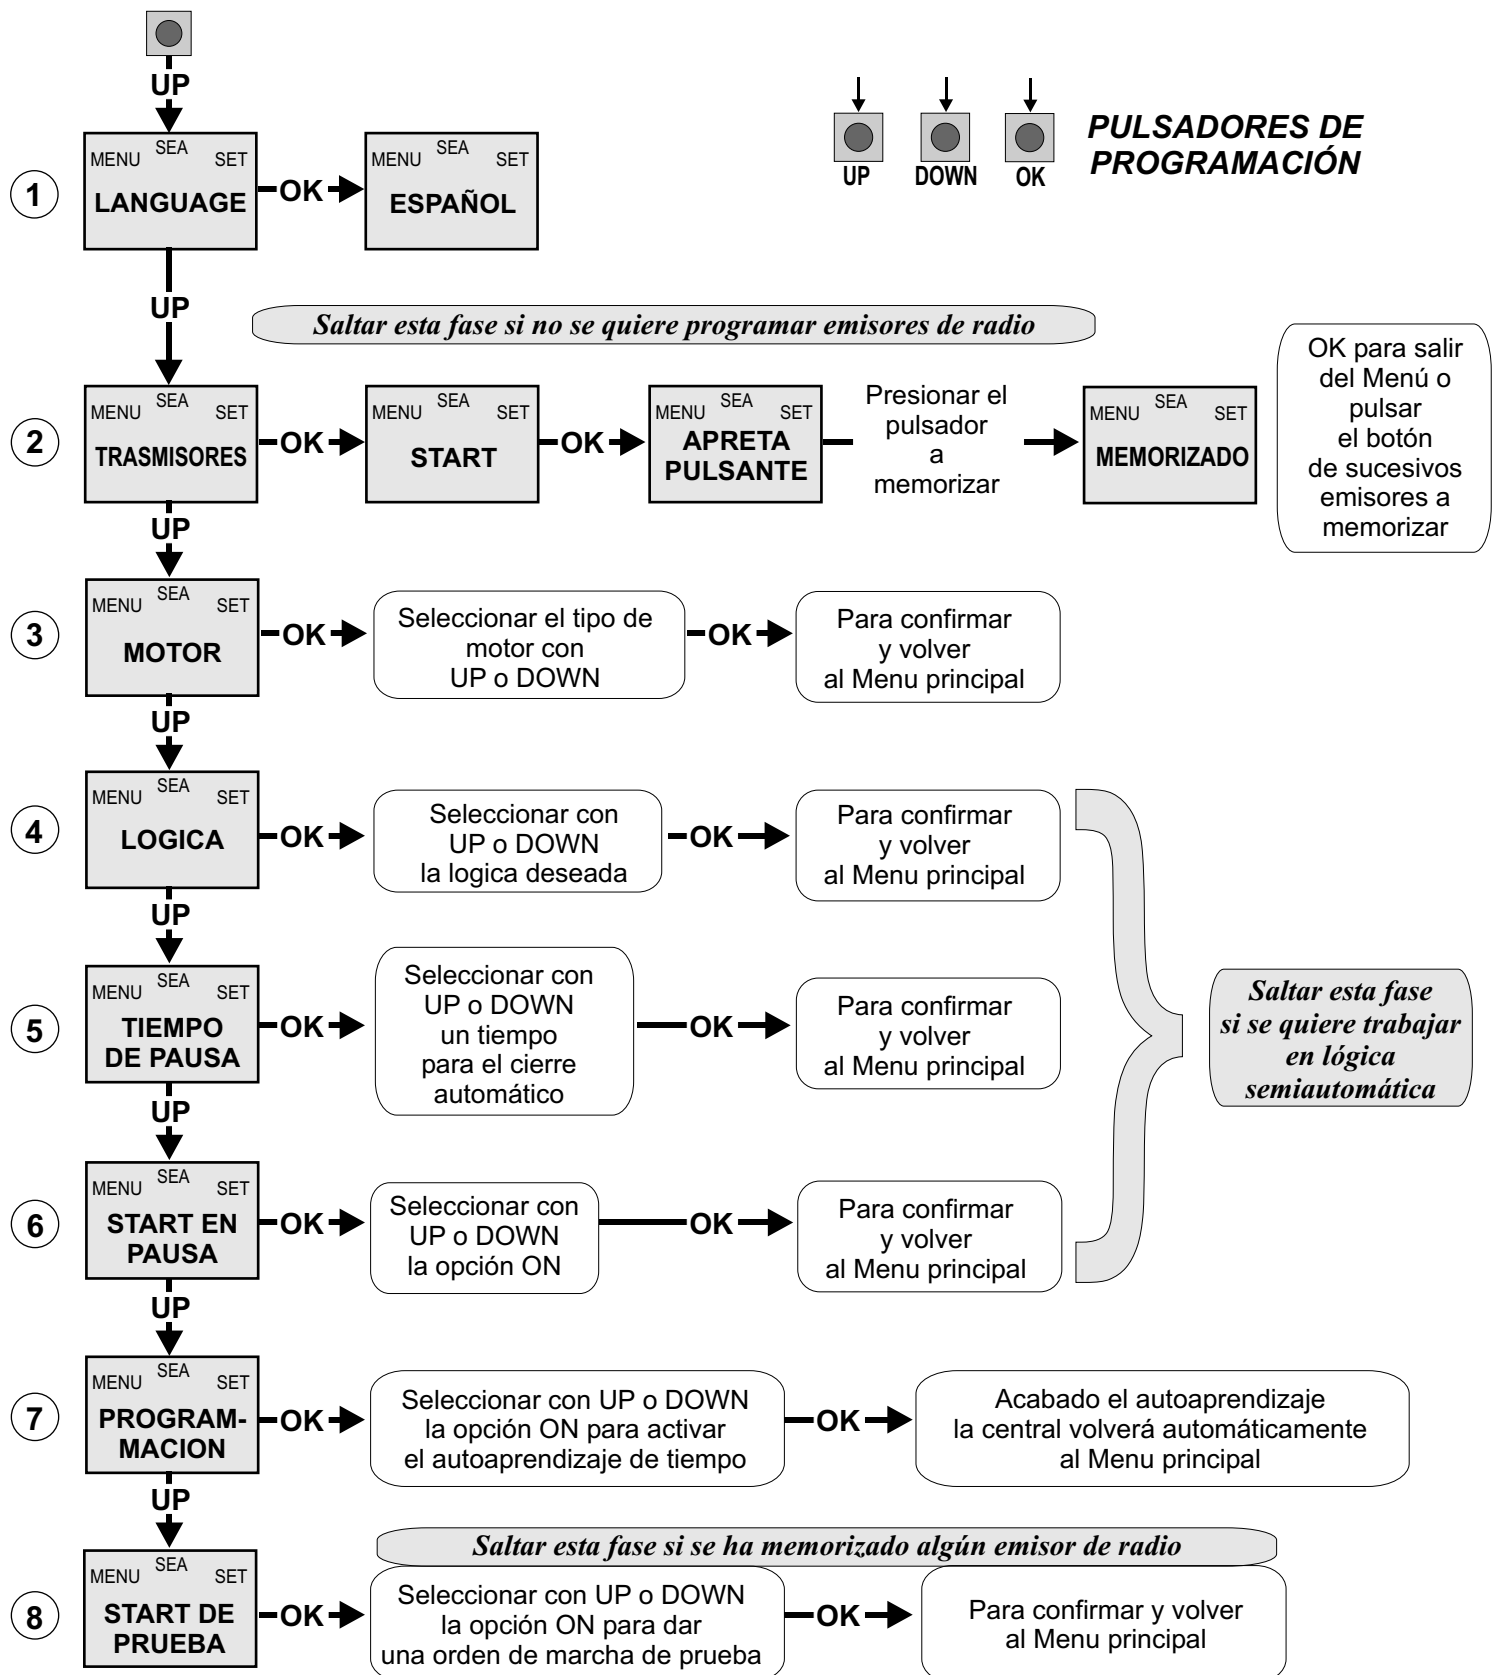 UP
UP
DOWN
OK
PULSADORES DE
PROGRAMACIÓN
1
MENU SEA SET
LANGUAGE
OK
MENU SEA SET
ESPAÑOL
UP
Saltar esta fase si no se quiere programar emisores de radio
2
MENU SEA SET
TRASMISORES
OK
MENU SEA SET
START
OK
MENU SEA SET
APRETA
PULSANTE
Presionar el
pulsador
a
memorizar
MENU SEA SET
MEMORIZADO
OK para salir
del Menú o
pulsar
el botón
de sucesivos
emisores a
memorizar
UP
3
MENU SEA SET
MOTOR
OK
Seleccionar el tipo de
motor con
UP o DOWN
OK
Para confirmar
y volver
al Menu principal
UP
4
MENU SEA SET
LOGICA
OK
Seleccionar con
UP o DOWN
la logica deseada
OK
Para confirmar
y volver
al Menu principal
UP
5
MENU SEA SET
TIEMPO
DE PAUSA
OK
Seleccionar con
UP o DOWN
un tiempo
para el cierre
automático
OK
Para confirmar
y volver
al Menu principal
Saltar esta fase
si se quiere trabajar
en lógica
semiautomática
UP
6
MENU SEA SET
START EN
PAUSA
OK
Seleccionar con
UP o DOWN
la opción ON
OK
Para confirmar
y volver
al Menu principal
UP
7
MENU SEA SET
PROGRAM-
MACION
OK
Seleccionar con UP o DOWN
la opción ON para activar
el autoaprendizaje de tiempo
OK
Acabado el autoaprendizaje
la central volverá automáticamente
al Menu principal
UP
Saltar esta fase si se ha memorizado algún emisor de radio
8
MENU SEA SET
START DE
PRUEBA
OK
Seleccionar con UP o DOWN
la opción ON para dar
una orden de marcha de prueba
OK
Para confirmar y volver
al Menu principal